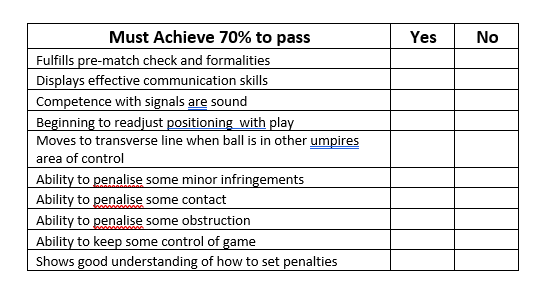 Must Achieve 70% to pass Yes No
Fulfills pre-match check and formalities
Displays effective communication skills
Competence with signals are sound
Beginning to readjust positioning with play
Moves to transverse line when ball is in other umpires
area of control
Ability to penalise some minor infringements
Ability to penalise some contact
Ability to penalise some obstruction
Ability to keep some control of game
Shows good understanding of how to set penalties